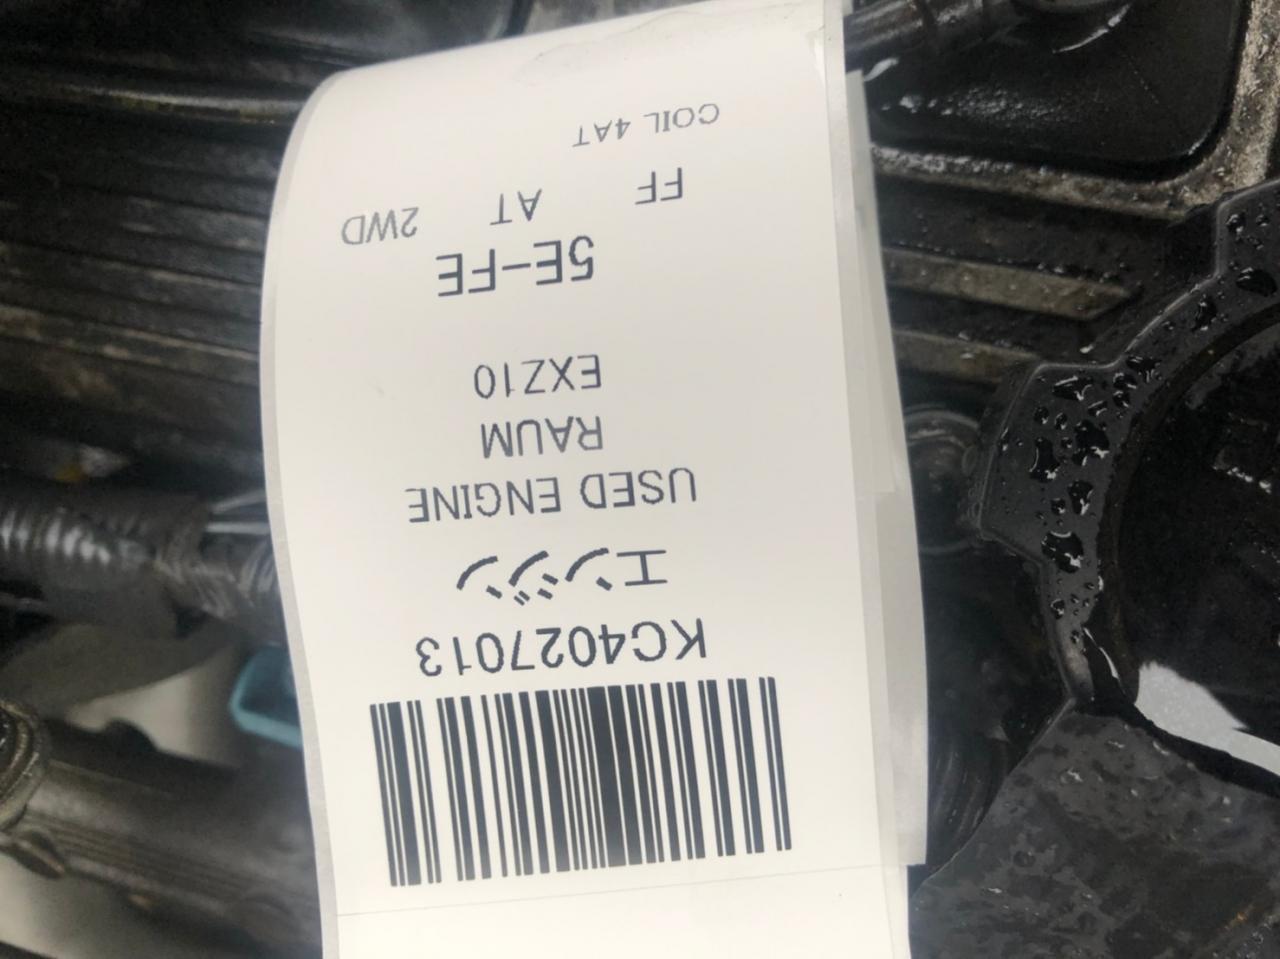 KC4027013
エンジン
USED ENGINE
RAUM
EXZ10
5E-FE
FF AT 2WD
COIL 4AT